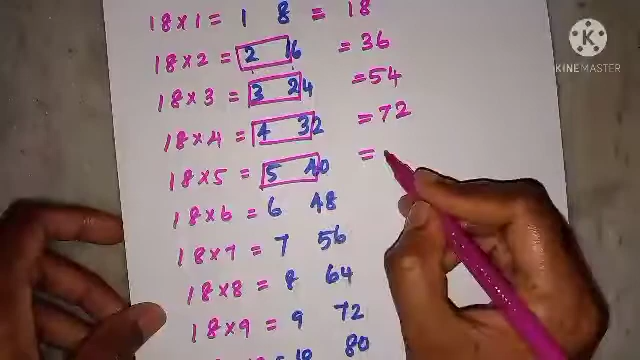 18×1 = 1 8 = 18
18×2 = 2 16 = 36
18×3 = 3 24 = 54
18×4 = 4 32 = 72
18×5 = 5 40 =
18×6 = 6 48
18×7 = 7 56
18×8 = 8 64
18×9 = 9 72
10 80
K
KINEMASTER